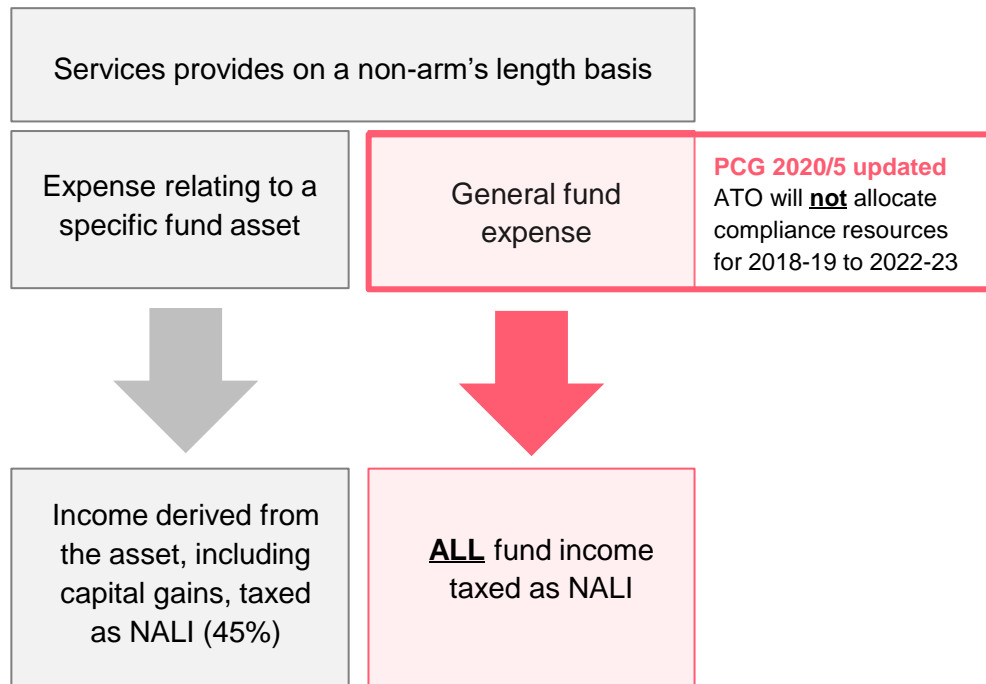 Services provides on a non-arm's length basis
Expense relating to a
specific fund asset
General fund
expense
PCG 2020/5 updated
ATO will not allocate
compliance resources
for 2018-19 to 2022-23
Income derived from
the asset, including
capital gains, taxed
as NALI (45%)
ALL fund income
taxed as NALI